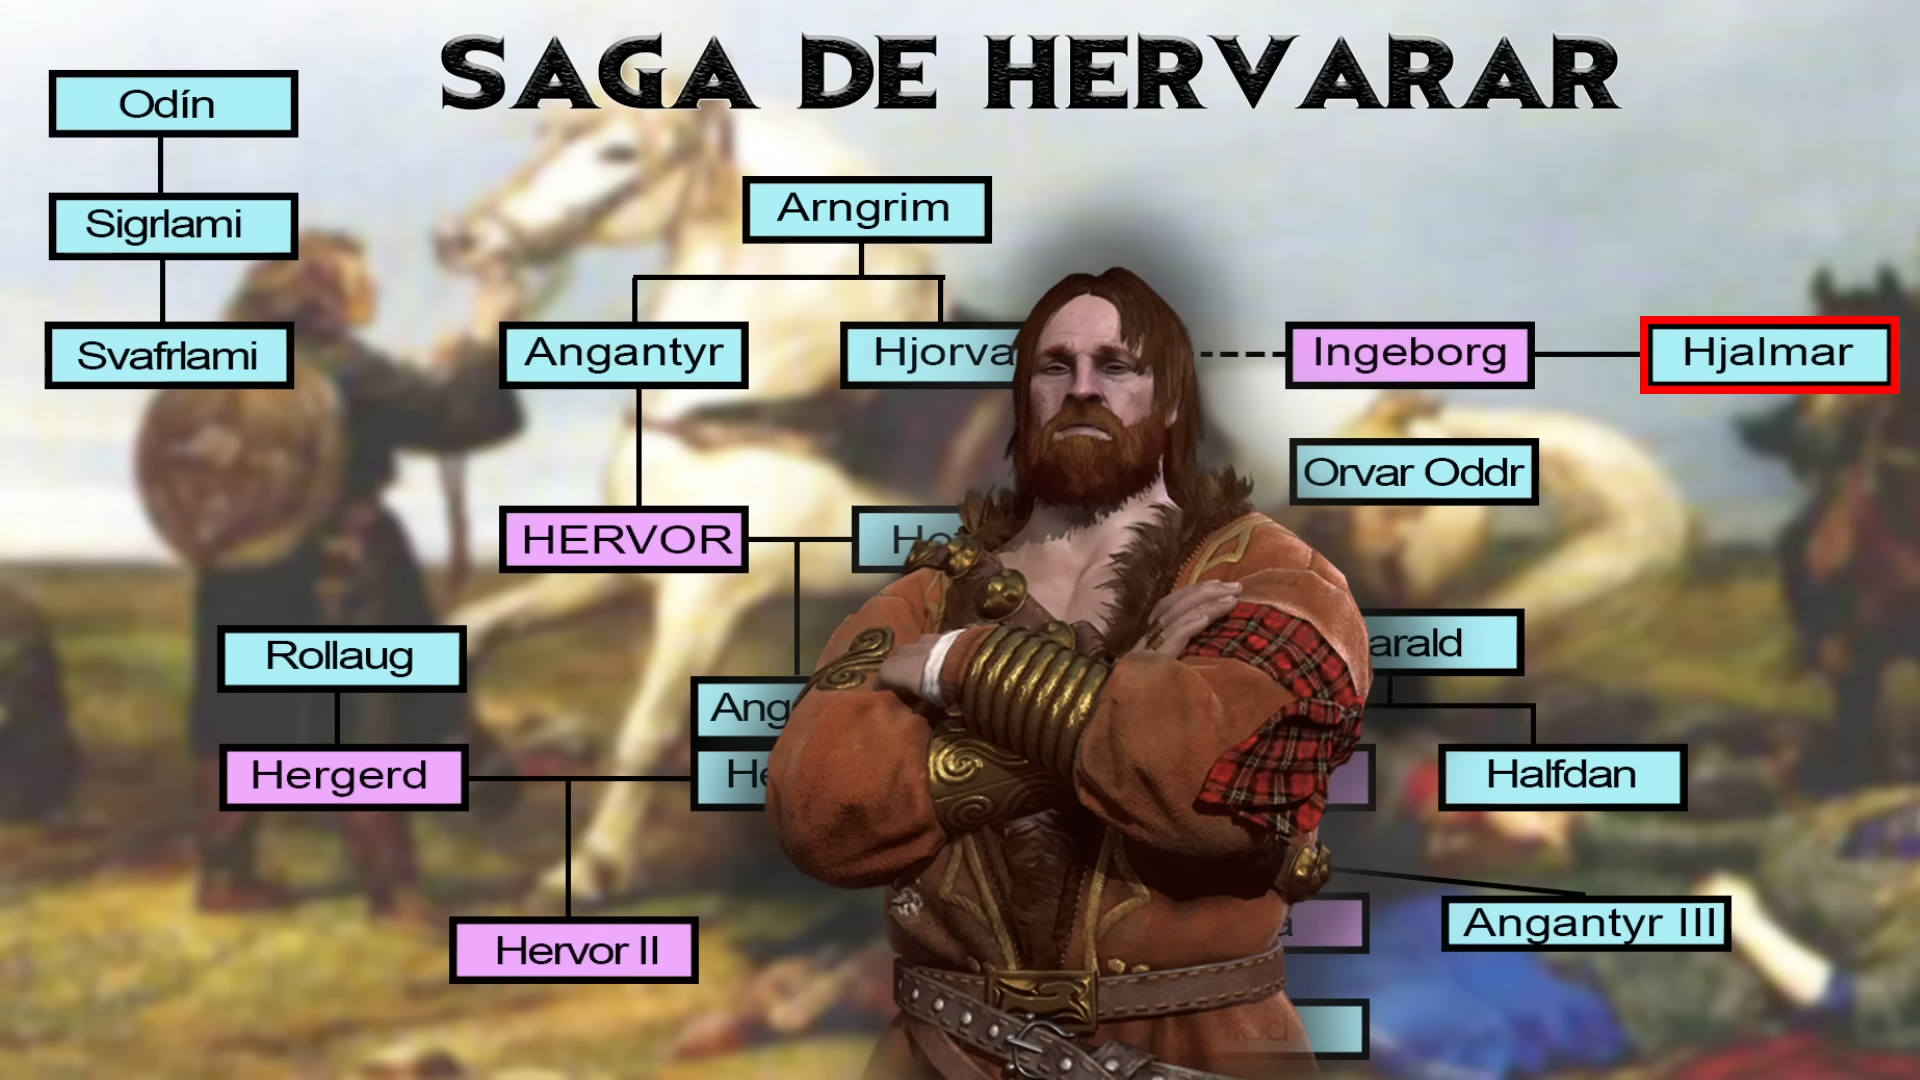 SAGA DE HERVARAR
Odín
Arngrim
Sigrlami
Svafrlami
Angantyr
Ingeborg
Hjalmar
Orvar Oddr
HERVOR
Rollaug
Hergerd
Halfdan
Angantyr III
Hervor II